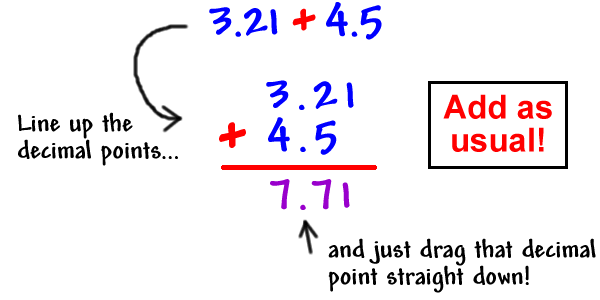 3.21 + 4.5
Line up the
decimal points...
3.21
+ 4.5
7.71
Add as
usual!
and just drag that decimal
point straight down!